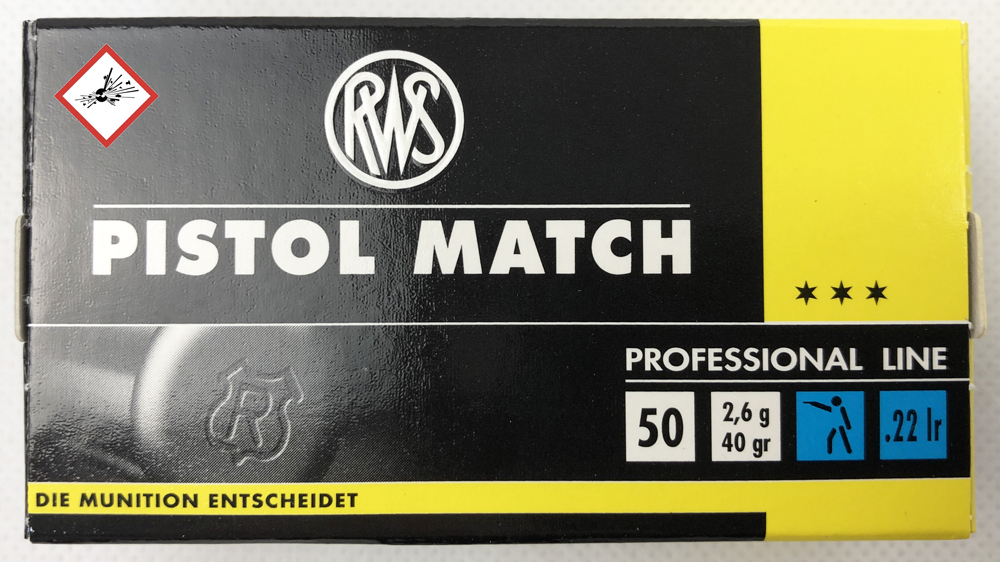 RWS
PISTOL MATCH
★★★
PROFESSIONAL LINE
50
2,6 g
40 gr
.22 lr
R
DIE MUNITION ENTSCHEIDET